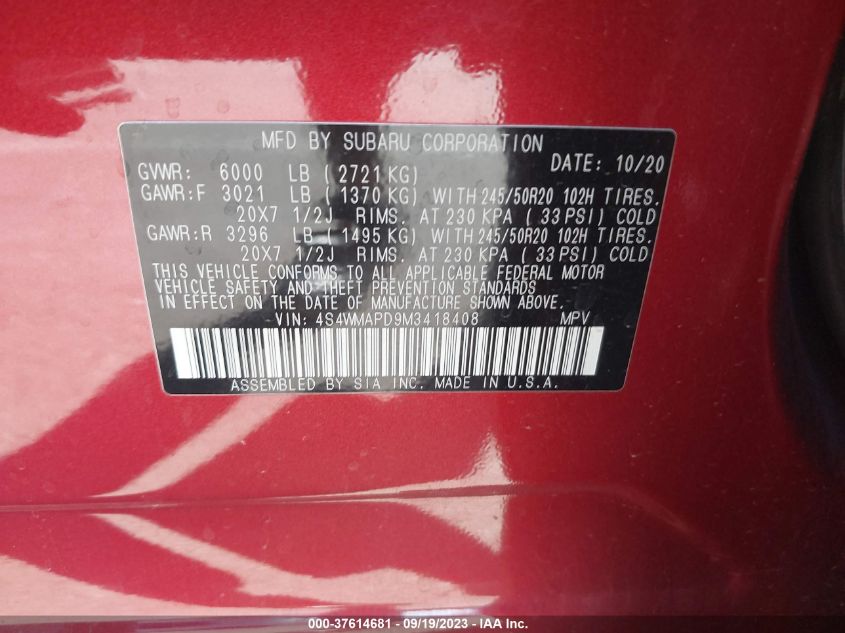 MFD BY SUBARU CORPORATION
DATE: 10/20
GVWR: 6000 LB ( 2721 KG)
GAWR:F 3021 LB ( 1370 KG) WITH 245/50R20 102H TIRES.
20X7 1/2J RIMS. AT 230 KPA ( 33 PSI) COLD
GAWR:R 3296 LB ( 1495 KG) WITH 245/50R20 102H TIRES.
20X7 1/2J RIMS. AT 230 KPA ( 33 PSI) COLD
THIS VEHICLE CONFORMS TO ALL APPLICABLE FEDERAL MOTOR
VEHICLE SAFETY AND THEFT PREVENTION STANDARDS
IN EFFECT ON THE DATE OF MANUFACTURE SHOWN ABOVE.
VIN: 4S4WMAPD9M3418408 MPV
ASSEMBLED BY SIA INC. MADE IN U.S.A.
000-37614681 - 09/19/2023 - IAA Inc.